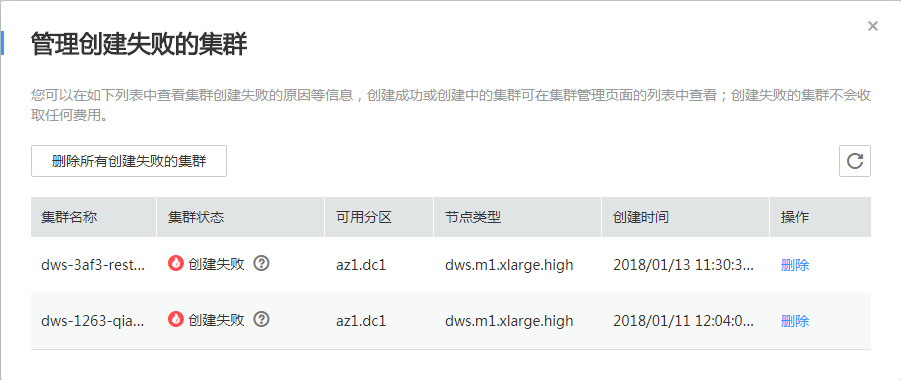 管理创建失败的集群
您可以在如下列表中查看集群创建失败的原因等信息，创建成功或创建中的集群可在集群管理页面的列表中查看；创建失败的集群不会收
取任何费用。
删除所有创建失败的集群
集群名称 集群状态 可用分区 节点类型 创建时间 操作
dws-3af3-rest... 创建失败 az1.dc1 dws.m1.xlarge.high 2018/01/13 11:30:3... 删除
dws-1263-qia... 创建失败 az1.dc1 dws.m1.xlarge.high 2018/01/11 12:04:0... 删除